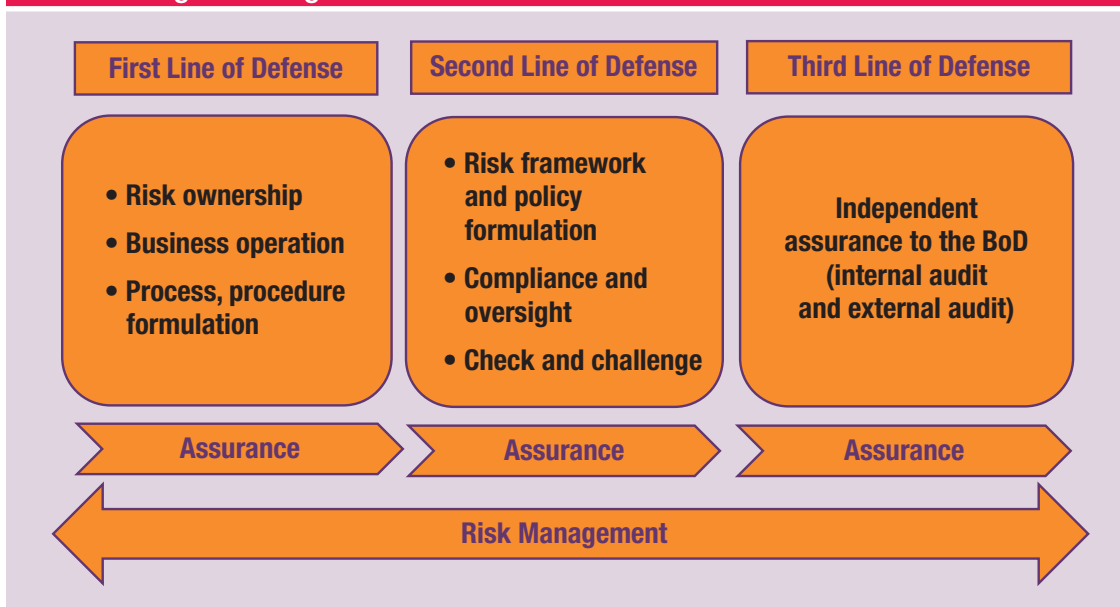 First Line of Defense
Second Line of Defense
Third Line of Defense
• Risk ownership
• Business operation
• Process, procedure
formulation
• Risk framework
and policy
formulation
• Compliance and
oversight
• Check and challenge
Independent
assurance to the BoD
(internal audit
and external audit)
Assurance
Assurance
Assurance
Risk Management